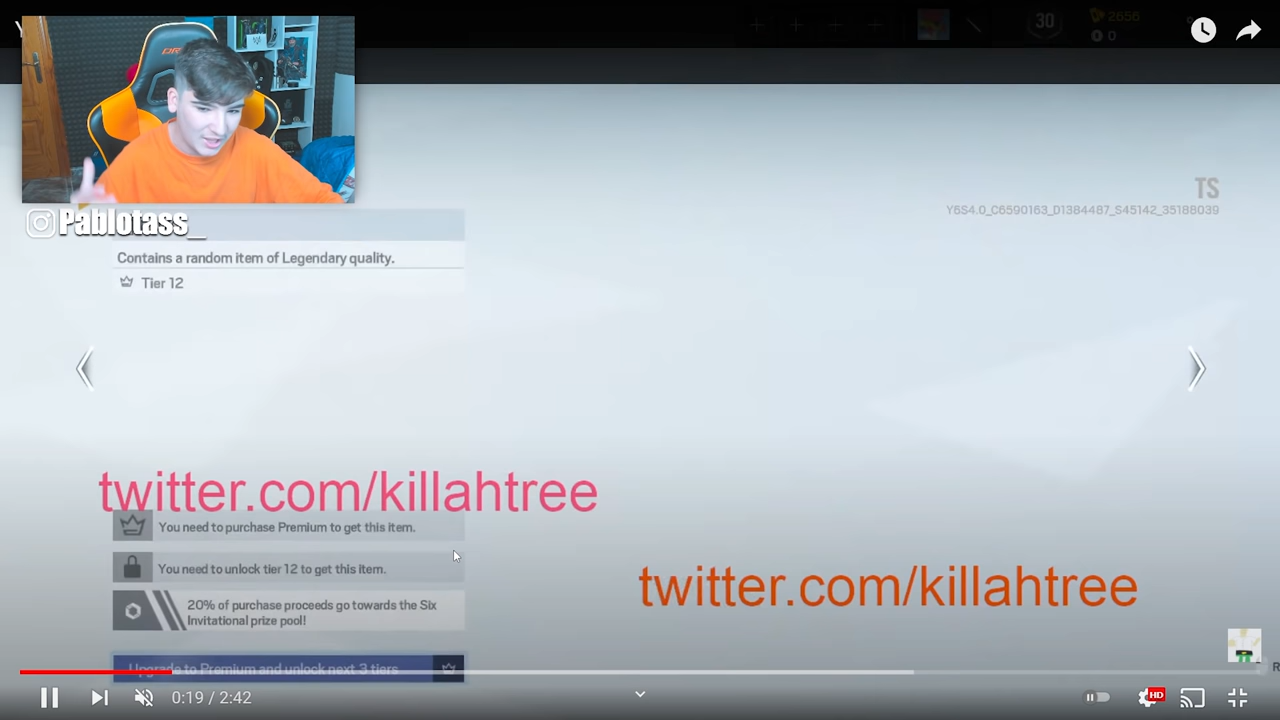 30
2656
0
TS
Y6S4.0_C6590163_D1384487_S45142_35188039
Pablotass_
Contains a random item of Legendary quality.
Tier 12
twitter.com/killahtree
You need to purchase Premium to get this item.
You need to unlock tier 12 to get this item.
twitter.com/killahtree
20% of purchase proceeds go towards the Six
Invitational prize pool!
Upgrade to Premium and unlock next 3 tiers
0:19 / 2:42
HD